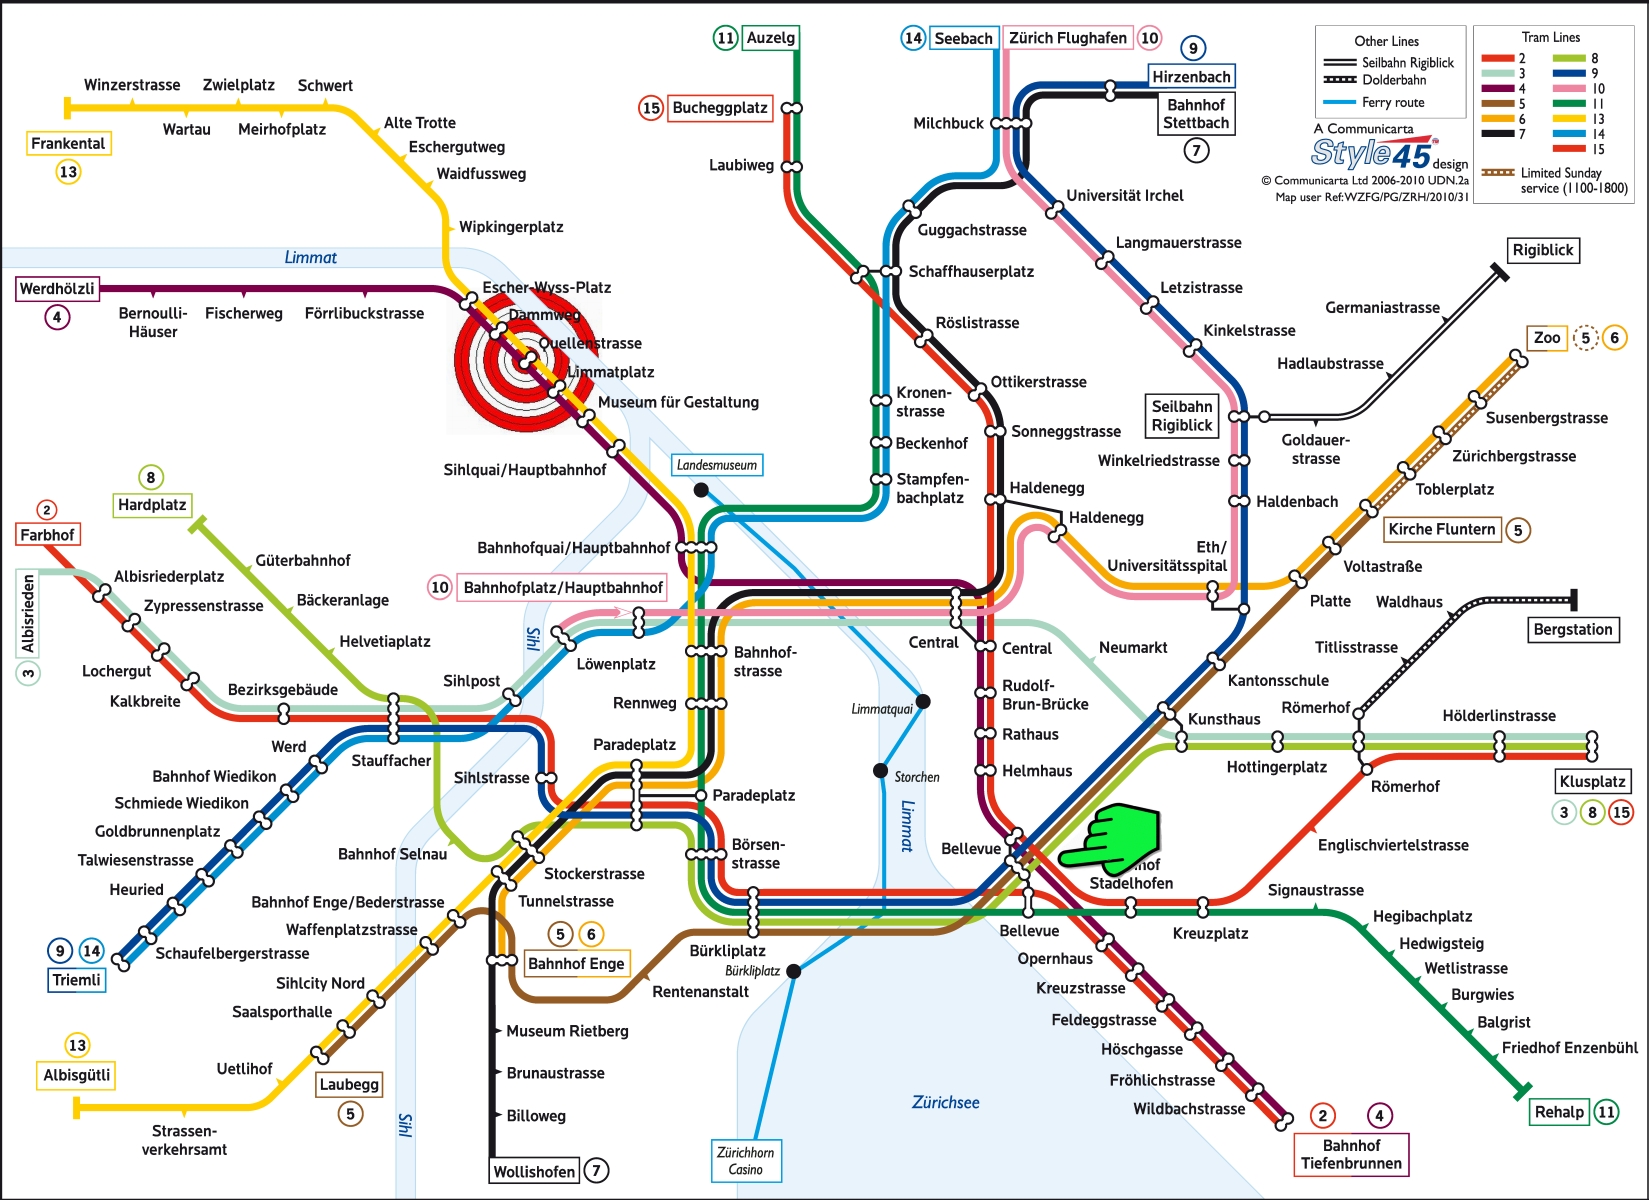 11 Auzelg
14 Seebach
Zürich Flughafen 10
9
Hirzenbach
Bahnhof
Stettbach
7
15 Bucheggplatz
Milchbuck
Laubiweg
Other Lines
Seilbahn Rigiblick
Dolderbahn
Ferry route
A Communicarta
Style 45
design
© Communicarta Ltd 2006-2010 UDN.2a
Map user Ref:WZFG/PG/ZRH/2010/31
Tram Lines
2
3
4
5
6
7
8
9
10
11
13
14
15
Limited Sunday
service (1100-1800)
Winzerstrasse
Zwielplatz
Schwert
Wartau
Meirhofplatz
Frankental
13
Alte Trotte
Eschergutweg
Waidfussweg
Wipkingerplatz
Limmat
Werdhölzli
4
Bernoulli-
Häuser
Fischerweg
Förrlibuckstrasse
Escher-Wyss-Platz
Dammweg
Quellenstrasse
Limmatplatz
Museum für Gestaltung
Sihlquai/Hauptbahnhof
Universität Irchel
Guggachstrasse
Langmauerstrasse
Schaffhauserplatz
Letzistrasse
Röslistrasse
Kinkelstrasse
Ottikerstrasse
Kronen-
strasse
Beckenhof
Stampfen-
bachplatz
Sonneggstrasse
Seilbahn
Rigiblick
Winkelriedstrasse
Haldenbach
Haldenegg
Haldenegg
Eth/
Universitätsspital
Rigiblick
Germaniastrasse
Hadlaubstrasse
Goldauer-
strasse
Zoo 5 6
Susenbergstrasse
Zürichbergstrasse
Toblerplatz
Kirche Fluntern 5
Voltastraße
Platte
Waldhaus
Bergstation
Titlisstrasse
Römerhof
Landesmuseum
8
Hardplatz
2
Farbhof
Albisrieden
3
Güterbahnhof
Albisriederplatz
Zypressenstrasse
Bäckeranlage
Helvetiaplatz
Lochergut
Kalkbreite
Bezirksgebäude
Bahnhofquai/Hauptbahnhof
10 Bahnhofplatz/Hauptbahnhof
Sihl
Löwenplatz
Sihlpost
Bahnhof-
strasse
Central
Central
Neumarkt
Rennweg
Rudolf-
Brun-Brücke
Limmatquai
Rathaus
Helmhaus
Storchen
Limmat
Kantonsschule
Kunsthaus
Hölderlinstrasse
Hottingerplatz
Römerhof
Klusplatz
3 8 15
Englischviertelstrasse
Werd
Stauffacher
Bahnhof Wiedikon
Schmiede Wiedikon
Goldbrunnenplatz
Talwiesenstrasse
Heuried
Schaufelbergerstrasse
9 14
Triemli
Paradeplatz
Sihlstrasse
Paradeplatz
Börsen-
strasse
Bahnhof Selnau
Stockerstrasse
Tunnelstrasse
Bahnhof Enge/Bederstrasse
Waffenplatzstrasse
Sihlcity Nord
Saalsporthalle
Uetlihof
5 6
Bahnhof Enge
Rentenanstalt
Bürkliplatz
Bürkliplatz
Bellevue
Stadelhofen
Signaustrasse
Bellevue
Kreuzplatz
Hegibachplatz
Hedwigsteig
Wetlistrasse
Burgwies
Balgrist
Friedhof Enzenbühl
Rehalp 11
Opernhaus
Kreuzstrasse
Feldeggstrasse
Höschgasse
Fröhlichstrasse
Wildbachstrasse
2 4
Bahnhof
Tiefenbrunnen
Museum Rietberg
Brunaustrasse
Billoweg
Wollishofen 7
13
Albisgütli
Strassen-
verkehrsamt
Laubegg
5
Sihl
Zürichhorn
Casino
Zürichsee